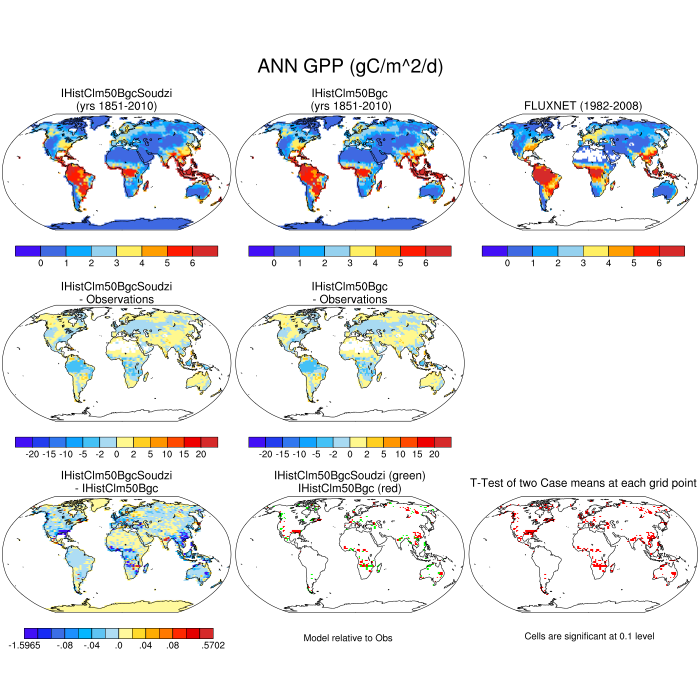 ANN GPP (gC/m^2/d)
IHistClm50BgcSoudzi
(yrs 1851-2010)
IHistClm50Bgc
(yrs 1851-2010)
FLUXNET (1982-2008)
0 1 2 3 4 5 6
0 1 2 3 4 5 6
0 1 2 3 4 5 6
IHistClm50BgcSoudzi
- Observations
IHistClm50Bgc
- Observations
-20 -15 -10 -5 -2 0 2 5 10 15 20
-20 -15 -10 -5 -2 0 2 5 10 15 20
IHistClm50BgcSoudzi
- IHistClm50Bgc
IHistClm50BgcSoudzi (green)
IHistClm50Bgc (red)
T-Test of two Case means at each grid point
-1.5965 -.08 -.04 .0 .04 .08 .5702
Model relative to Obs
Cells are significant at 0.1 level